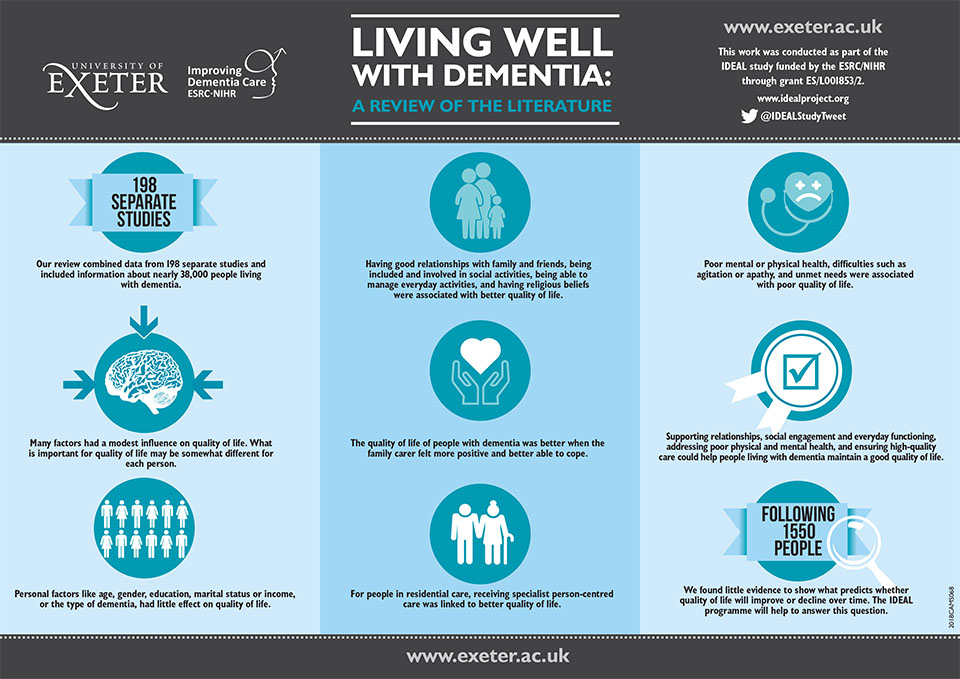 UNIVERSITY OF
EXETER
Improving
Dementia Care
ESRC·NIHR
LIVING WELL
WITH DEMENTIA:
A REVIEW OF THE LITERATURE
www.exeter.ac.uk
This work was conducted as part of the
IDEAL study funded by the ESRC/NIHR
through grant ES/L001853/2.
www.idealproject.org
@IDEALStudyTweet
198
SEPARATE
STUDIES
Our review combined data from 198 separate studies and
included information about nearly 38,000 people living
with dementia.
Many factors had a modest influence on quality of life. What
is important for quality of life may be somewhat different for
each person.
Personal factors like age, gender, education, marital status or income,
or the type of dementia, had little effect on quality of life.
Having good relationships with family and friends, being
included and involved in social activities, being able to
manage everyday activities, and having religious beliefs
were associated with better quality of life.
The quality of life of people with dementia was better when the
family carer felt more positive and better able to cope.
For people in residential care, receiving specialist person-centred
care was linked to better quality of life.
Poor mental or physical health, difficulties such as
agitation or apathy, and unmet needs were associated
with poor quality of life.
Supporting relationships, social engagement and everyday functioning,
addressing poor physical and mental health, and ensuring high-quality
care could help people living with dementia maintain a good quality of life.
FOLLOWING
1550
PEOPLE
We found little evidence to show what predicts whether
quality of life will improve or decline over time. The IDEAL
programme will help to answer this question.
2018CAMS068
www.exeter.ac.uk